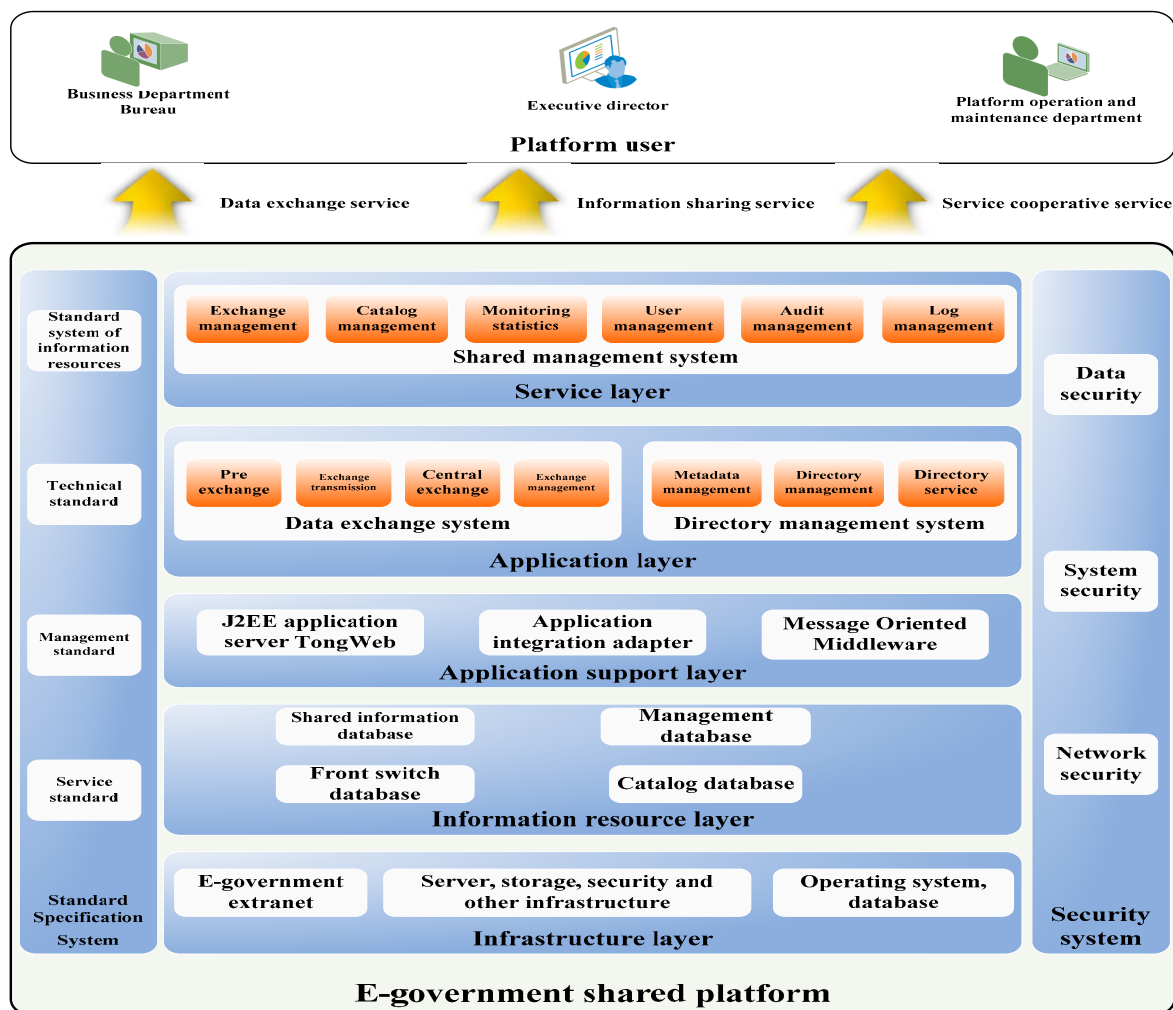 Business Department
Bureau
Executive director
Platform operation and
maintenance department
Platform user
Data exchange service
Information sharing service
Service cooperative service
Standard
system of
information
resources
Technical
standard
Management
standard
Service
standard
Standard
Specification
System
Exchange
management
Catalog
management
Monitoring
statistics
User
management
Audit
management
Log
management
Shared management system
Service layer
Pre
exchange
Exchange
transmission
Central
exchange
Exchange
management
Data exchange system
Metadata
management
Directory
management
Directory
service
Directory management system
Application layer
J2EE application
server TongWeb
Application
integration adapter
Message Oriented
Middleware
Application support layer
Shared information
database
Management
database
Front switch
database
Catalog database
Information resource layer
E-government
extranet
Server, storage, security and
other infrastructure
Operating system,
database
Infrastructure layer
Data
security
System
security
Network
security
Security
system
E-government shared platform